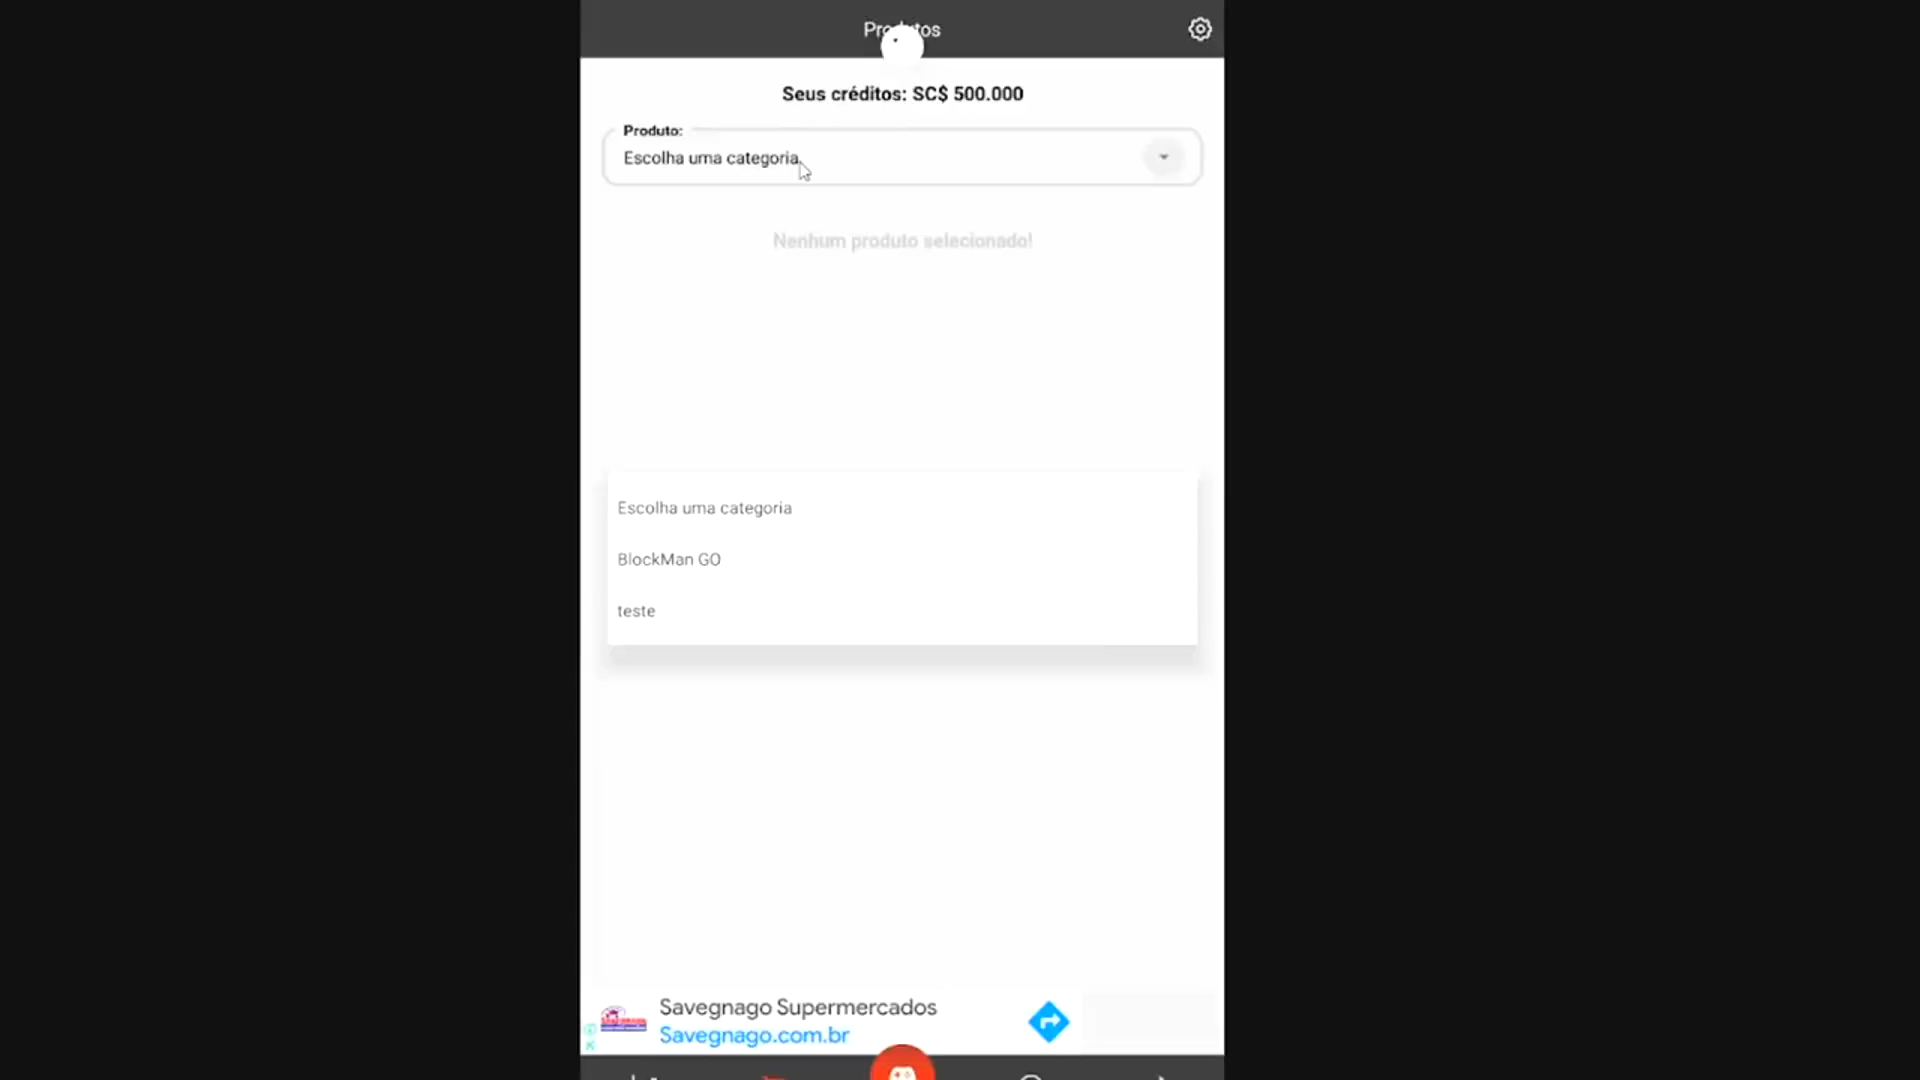 Produtos
Seus créditos: SC$ 500.000
Produto:
Escolha uma categoria
Nenhum produto selecionado!
Escolha uma categoria
BlockMan GO
teste
Savegnago Supermercados
Savegnago.com.br